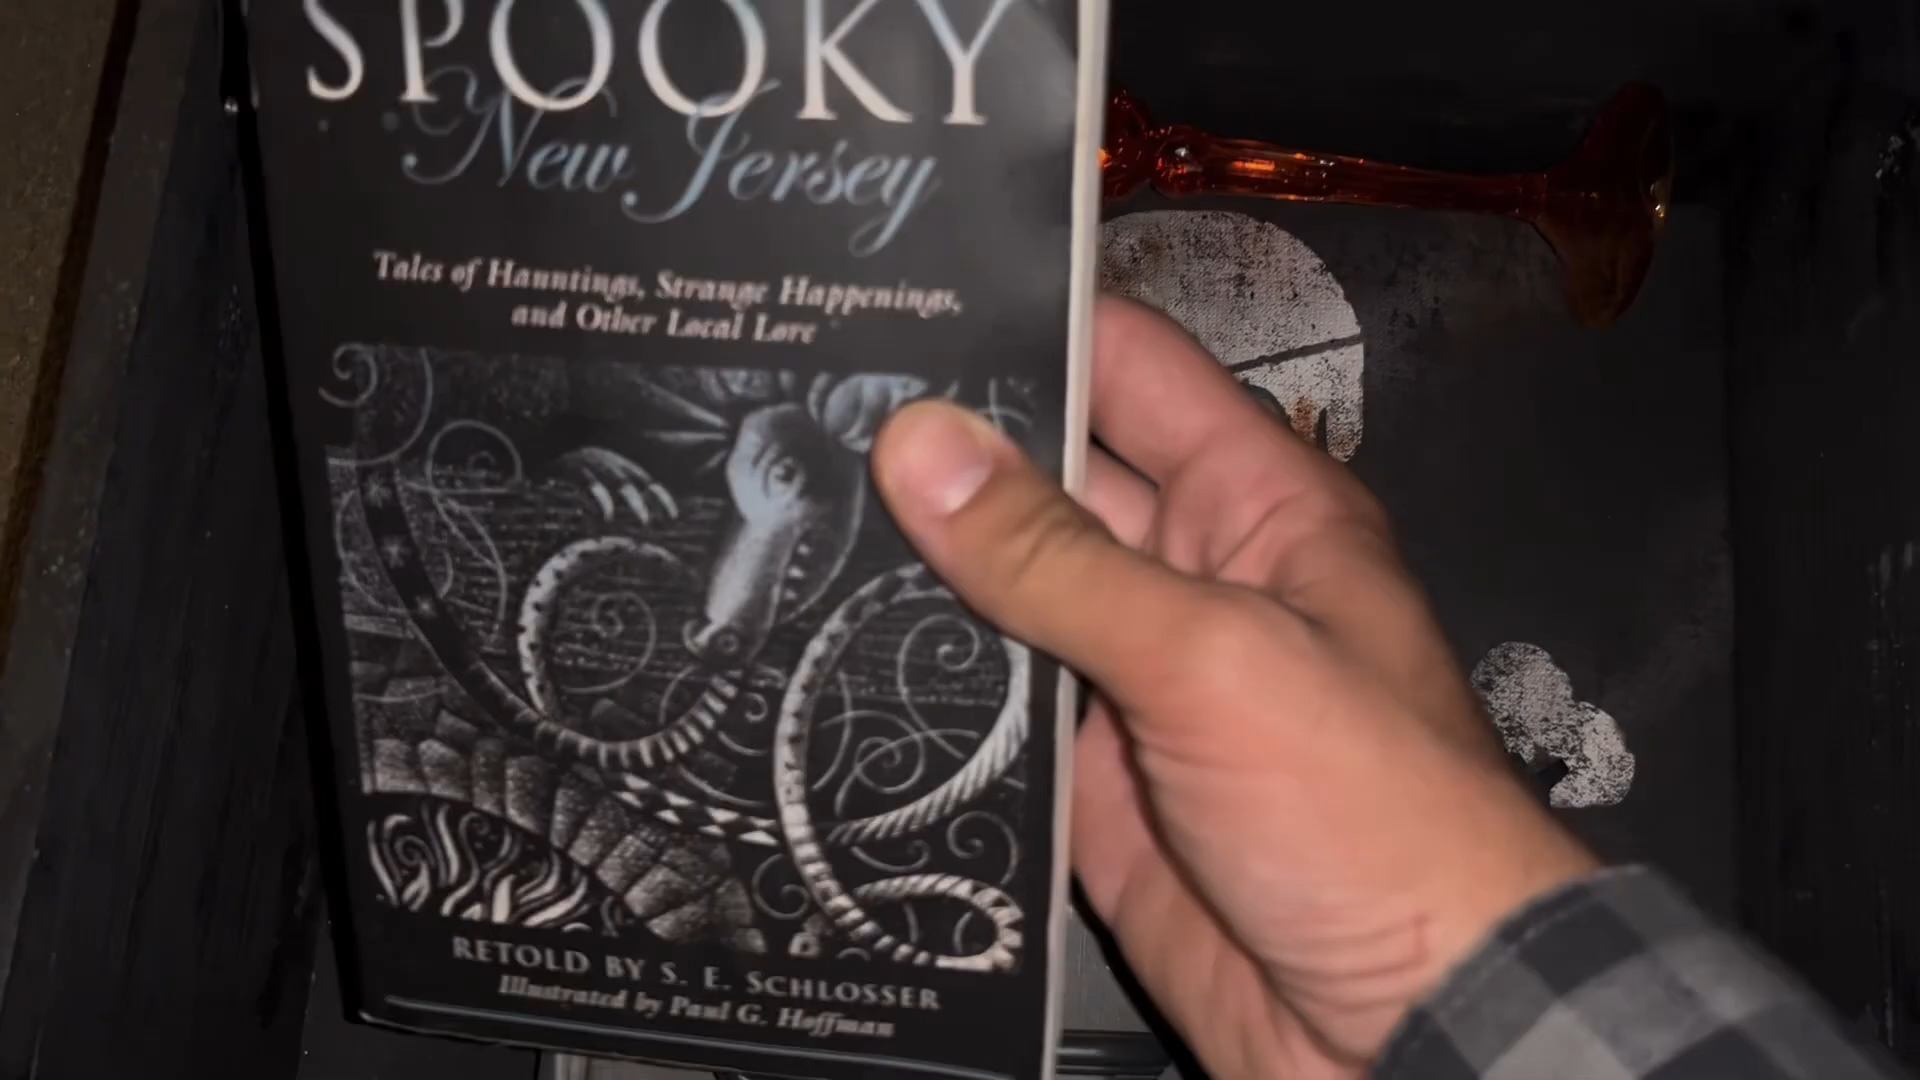 SPOOKY
New Jersey
Tales of Hauntings, Strange Happenings,
and Other Local Lore
RETOLD BY S. E. SCHLOSSER
Illustrated by Paul G. Hoffman